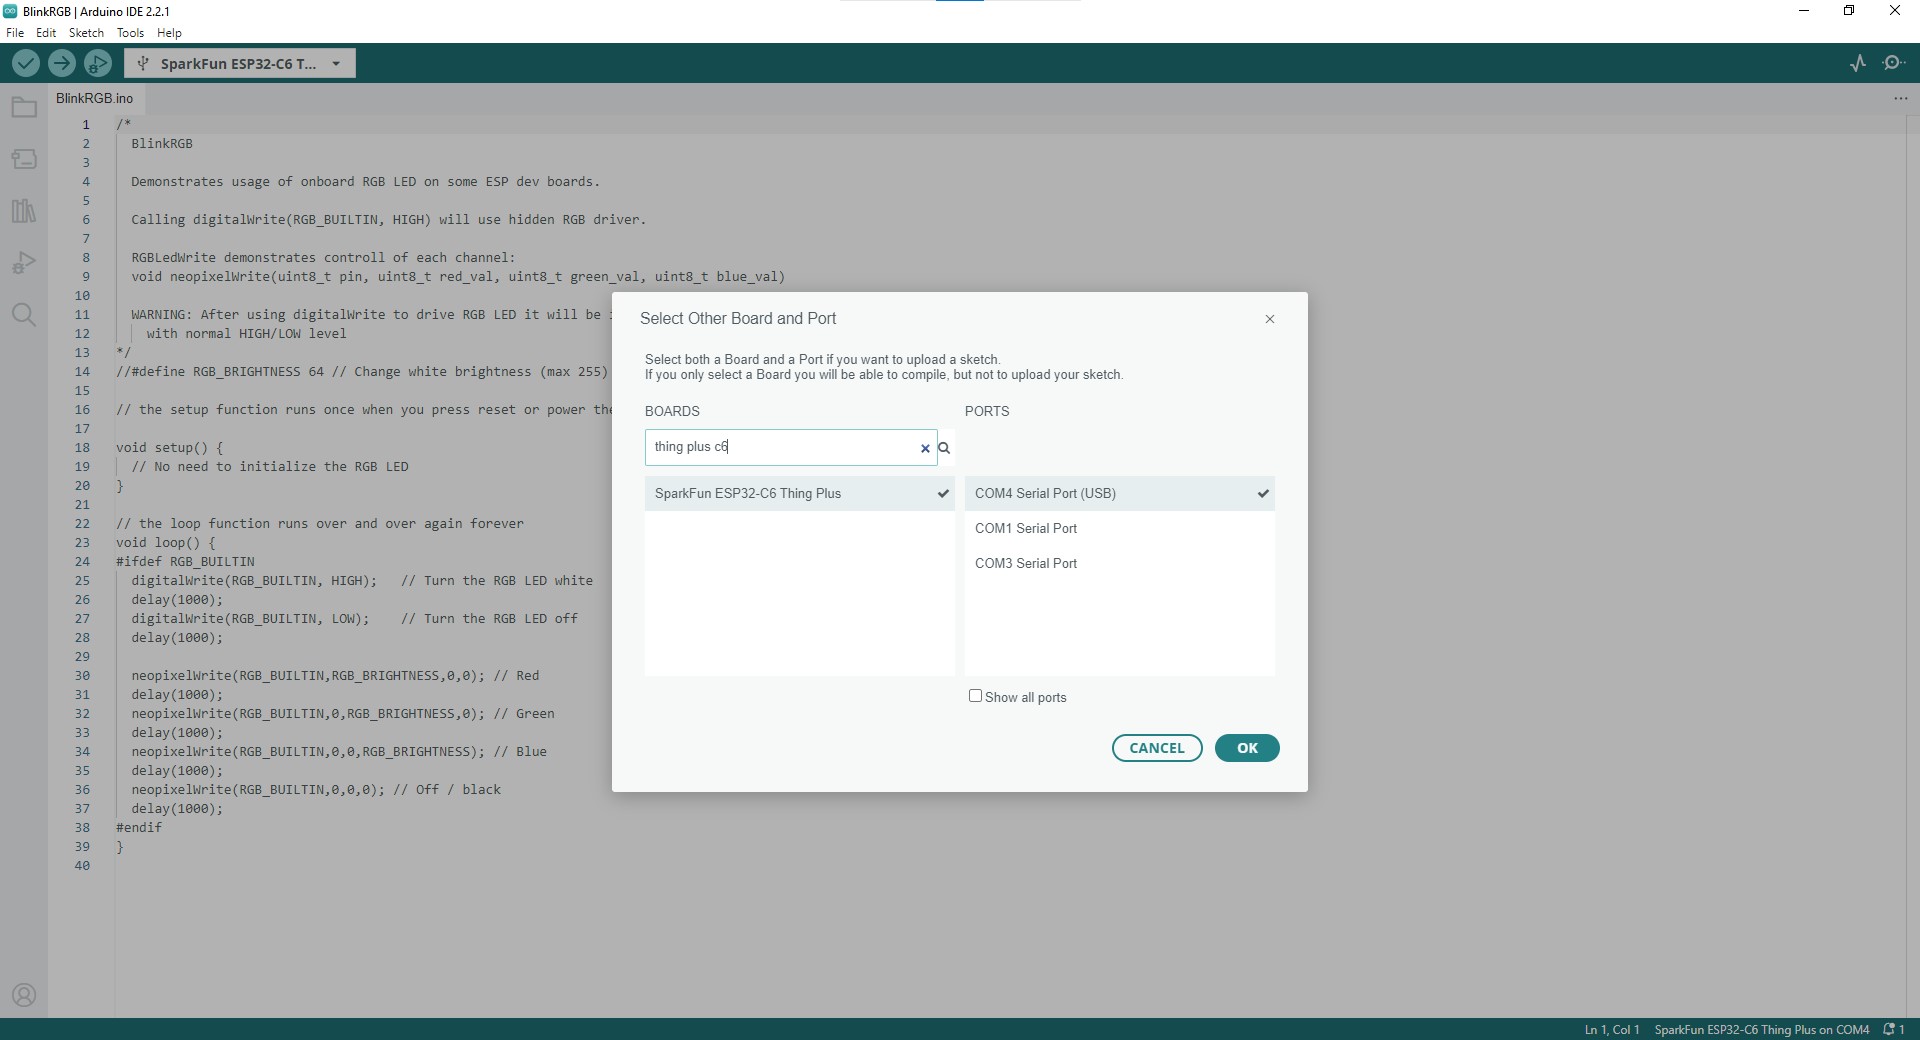 BlinkRGB | Arduino IDE 2.2.1
File Edit Sketch Tools Help
SparkFun ESP32-C6 T...
BlinkRGB.ino
1 /*
2 BlinkRGB
3
4 Demonstrates usage of onboard RGB LED on some ESP dev boards.
5
6 Calling digitalWrite(RGB_BUILTIN, HIGH) will use hidden RGB driver.
7
8 RGBLedWrite demonstrates controll of each channel:
9 void neopixelWrite(uint8_t pin, uint8_t red_val, uint8_t green_val, uint8_t blue_val)
10
11 WARNING: After using digitalWrite to drive RGB LED it will be
12 with normal HIGH/LOW level
13 */
14 //#define RGB_BRIGHTNESS 64 // Change white brightness (max 255)
15
16 // the setup function runs once when you press reset or power the
17
18 void setup() {
19 // No need to initialize the RGB LED
20 }
21
22 // the loop function runs over and over again forever
23 void loop() {
24 #ifdef RGB_BUILTIN
25 digitalWrite(RGB_BUILTIN, HIGH); // Turn the RGB LED white
26 delay(1000);
27 digitalWrite(RGB_BUILTIN, LOW); // Turn the RGB LED off
28 delay(1000);
29
30 neopixelWrite(RGB_BUILTIN,RGB_BRIGHTNESS,0,0); // Red
31 delay(1000);
32 neopixelWrite(RGB_BUILTIN,0,RGB_BRIGHTNESS,0); // Green
33 delay(1000);
34 neopixelWrite(RGB_BUILTIN,0,0,RGB_BRIGHTNESS); // Blue
35 delay(1000);
36 neopixelWrite(RGB_BUILTIN,0,0,0); // Off / black
37 delay(1000);
38 #endif
39 }
40
Select Other Board and Port
Select both a Board and a Port if you want to upload a sketch.
If you only select a Board you will be able to compile, but not to upload your sketch.
BOARDS
thing plus c6
SparkFun ESP32-C6 Thing Plus
PORTS
COM4 Serial Port (USB)
COM1 Serial Port
COM3 Serial Port
Show all ports
CANCEL OK
Ln 1, Col 1 SparkFun ESP32-C6 Thing Plus on COM4 1